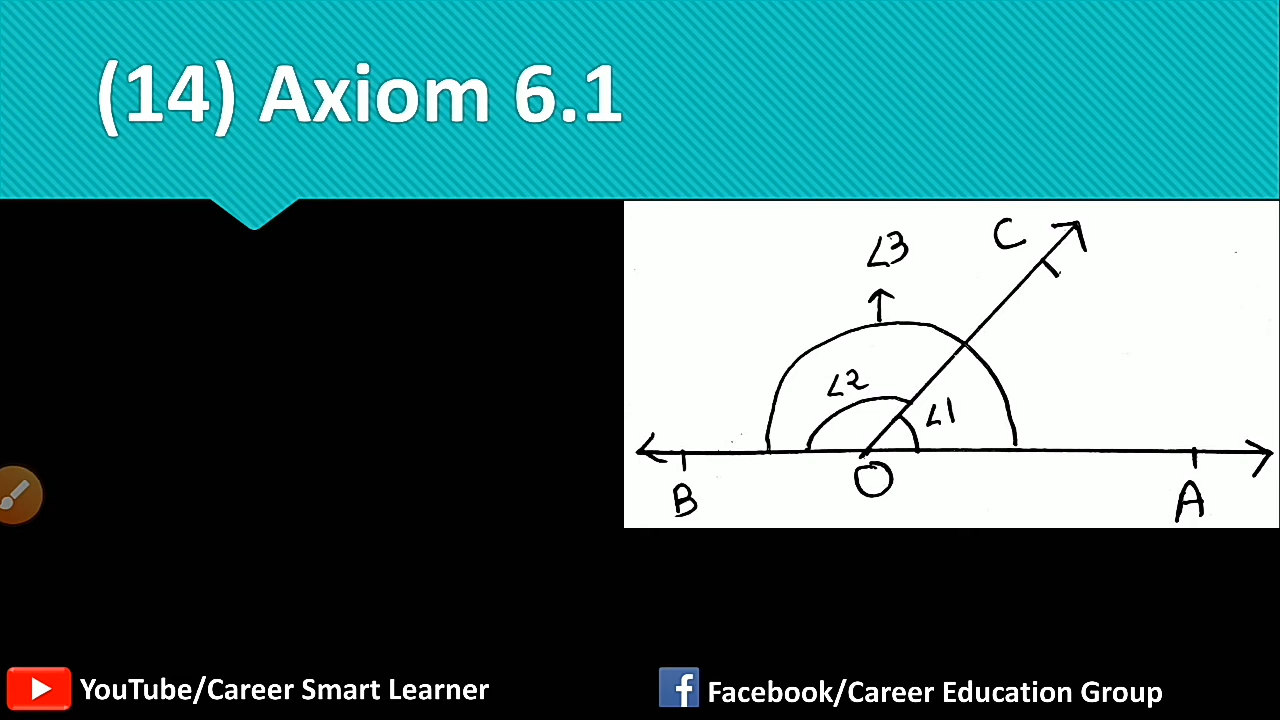 (14) Axiom 6.1
∠3
C
∠2
∠1
B
O
A
YouTube/Career Smart Learner
Facebook/Career Education Group